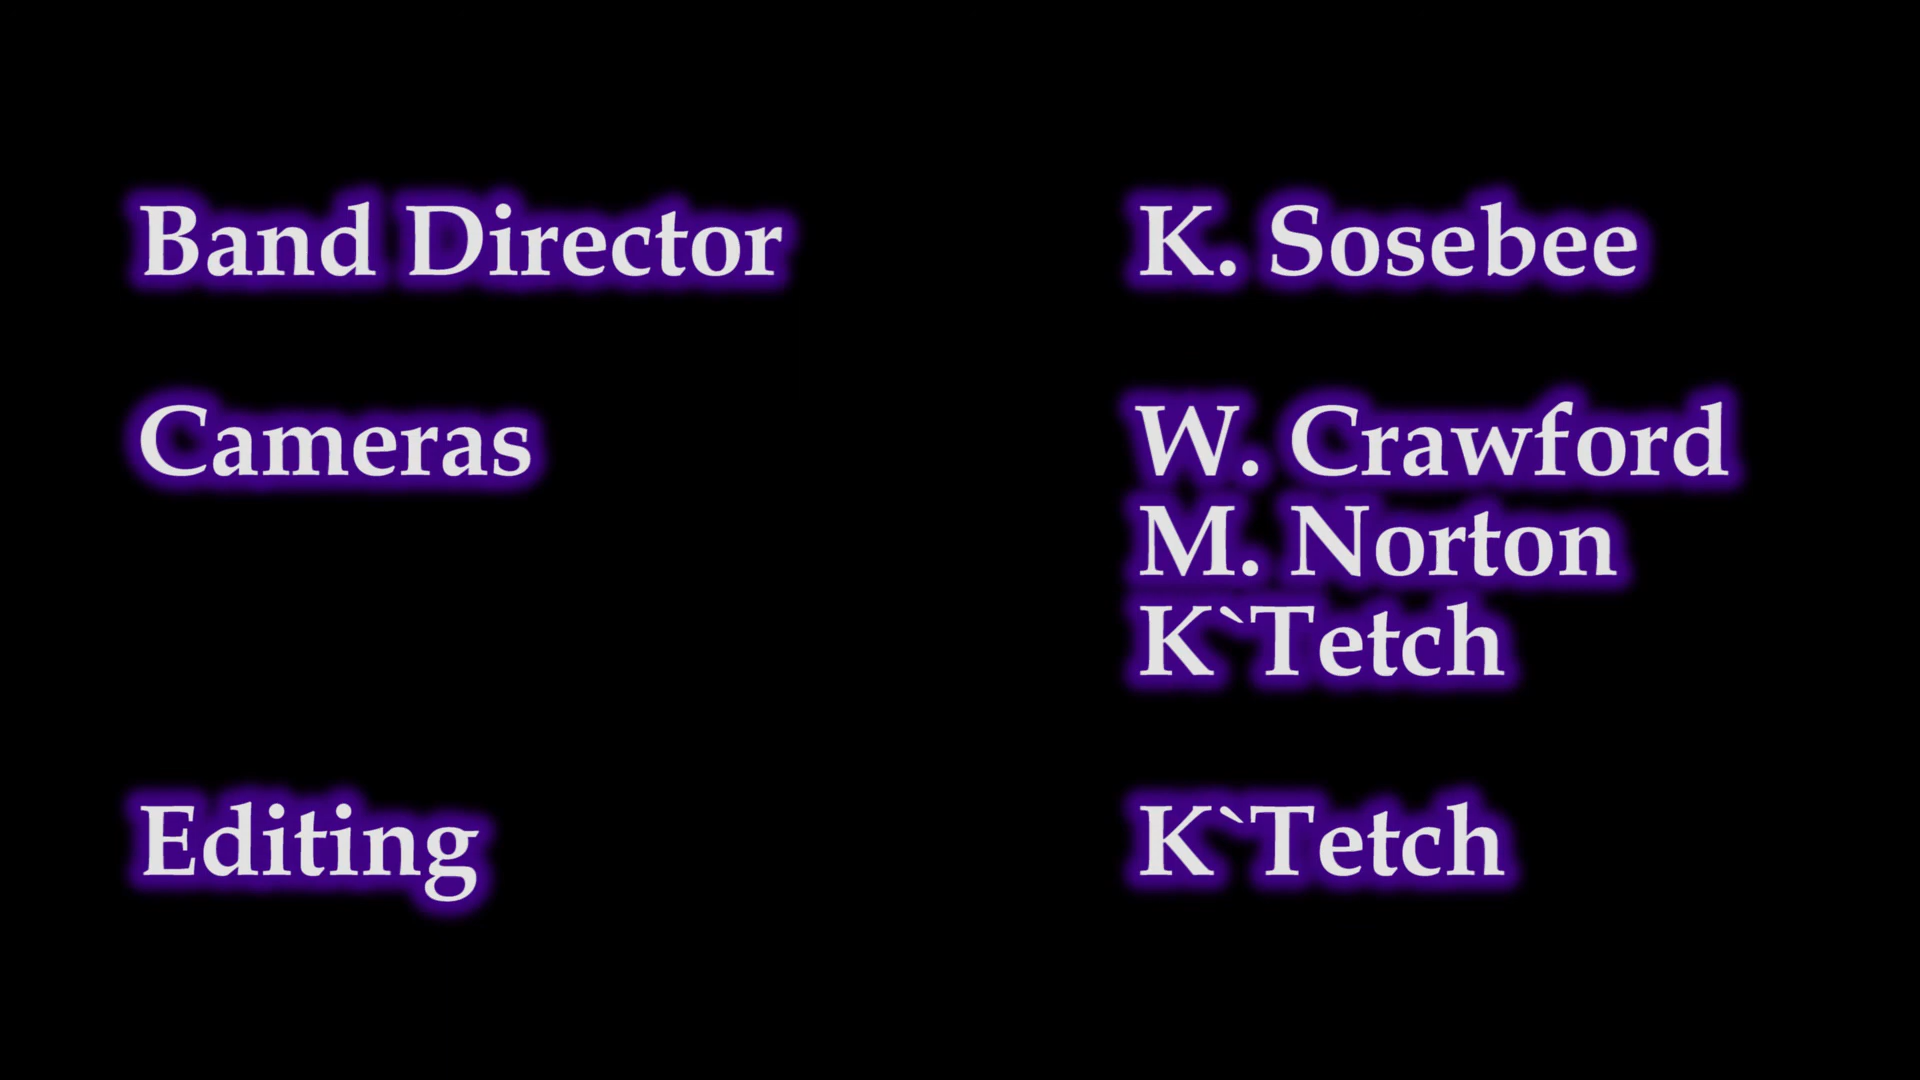 Band Director K. Sosebee
Cameras W. Crawford
M. Norton
K`Tetch
Editing K`Tetch